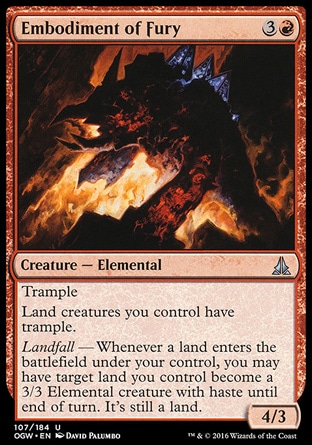 Embodiment of Fury 3
Creature — Elemental
Trample
Land creatures you control have
trample.
Landfall — Whenever a land enters the
battlefield under your control, you may
have target land you control become a
3/3 Elemental creature with haste until
end of turn. It's still a land.
4/3
107/184 U
OGW • EN David Palumbo
™ & © 2016 Wizards of the Coast